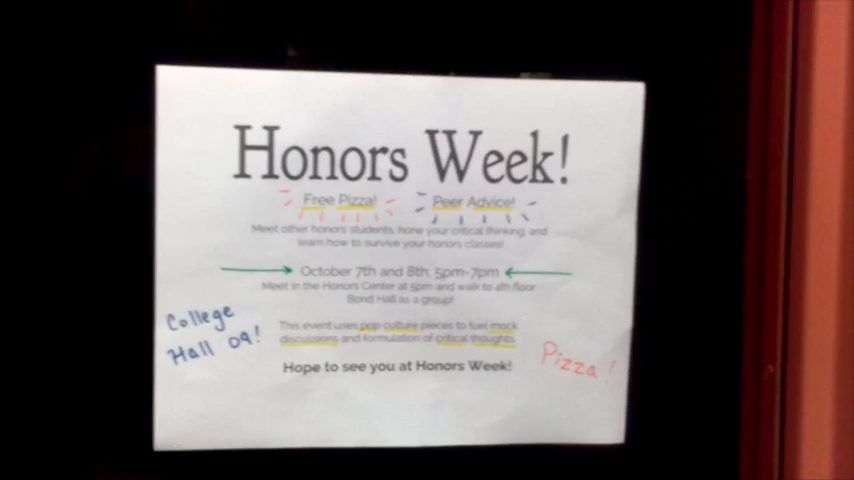 Honors Week!
Free Pizza! Peer Advice!
Meet other honors students, hone your critical thinking, and
learn how to survive your honors classes!
October 7th and 8th, 5pm-7pm
Meet in the Honors Center at 5pm and walk to 4th floor
Bond Hall as a group!
College
Hall 09!
This event uses pop culture pieces to fuel mock
discussions and formulation of critical thoughts.
Pizza!
Hope to see you at Honors Week!